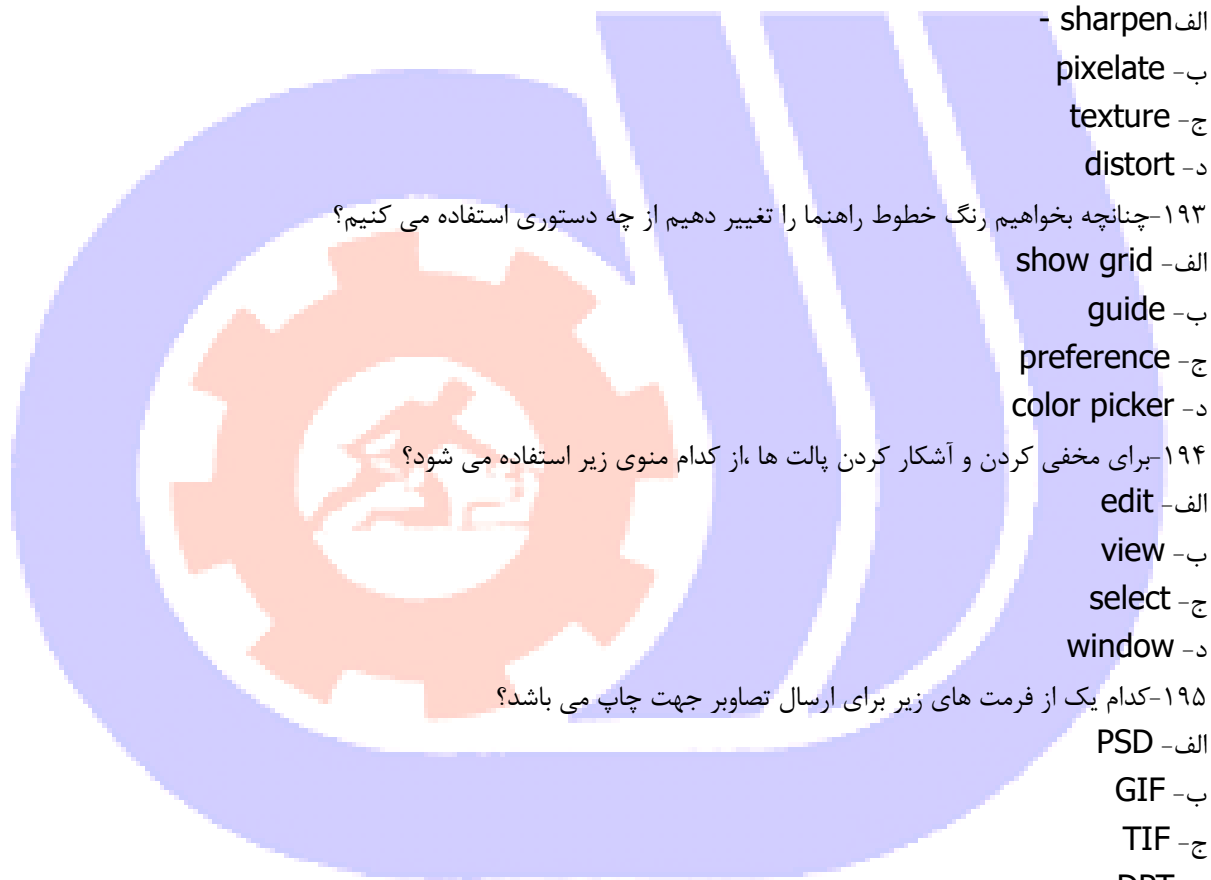 الف- sharpen
ب- pixelate
ج- texture
د- distort
۱۹۳-چنانچه بخواهیم رنگ خطوط راهنما را تغییر دهیم از چه دستوری استفاده می کنیم؟
الف- show grid
ب- guide
ج- preference
د- color picker
۱۹۴-برای مخفی کردن و آشکار کردن پالت ها ،از کدام منوی زیر استفاده می شود؟
الف- edit
ب- view
ج- select
د- window
۱۹۵-کدام یک از فرمت های زیر برای ارسال تصاویر جهت چاپ می باشد؟
الف- PSD
ب- GIF
ج- TIF